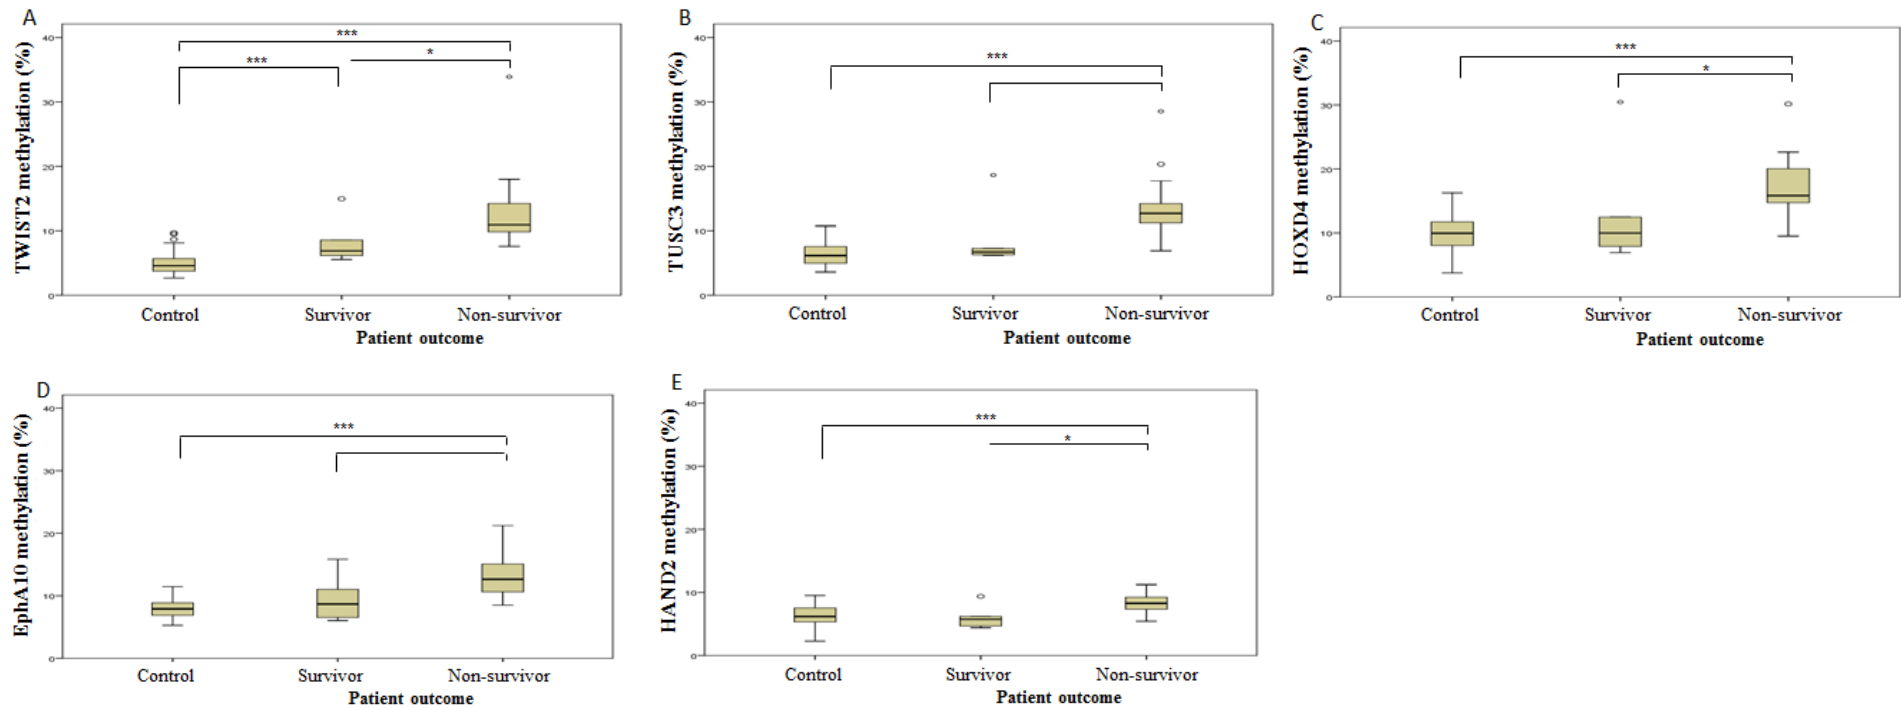 A
TWIST2 methylation (%)
40
30
20
10
0
***
***
*
Control Survivor Non-survivor
Patient outcome
B
TUSC3 methylation (%)
40
30
20
10
0
***
Control Survivor Non-survivor
Patient outcome
C
HOXD4 methylation (%)
40
30
20
10
0
***
*
Control Survivor Non-survivor
Patient outcome
D
EphA10 methylation (%)
40
30
20
10
0
***
Control Survivor Non-survivor
Patient outcome
E
HAND2 methylation (%)
40
30
20
10
0
***
*
Control Survivor Non-survivor
Patient outcome